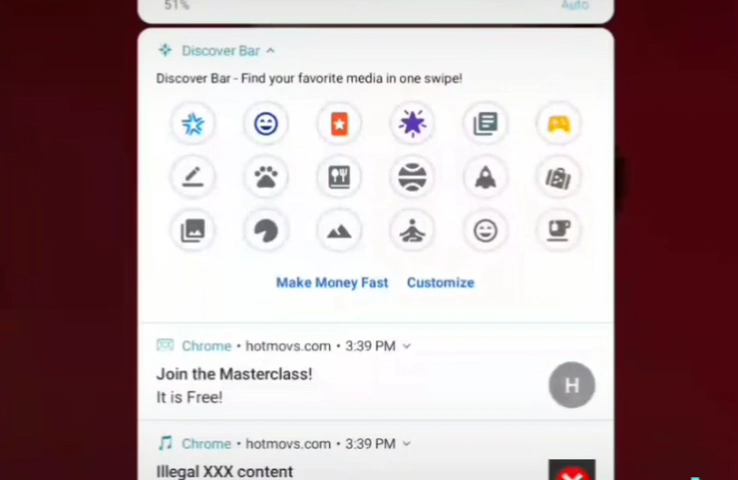 51%
Auto
Discover Bar
Discover Bar - Find your favorite media in one swipe!
Make Money Fast Customize
Chrome • hotmovs.com • 3:39 PM
Join the Masterclass!
It is Free!
H
Chrome • hotmovs.com • 3:39 PM
Illegal XXX content